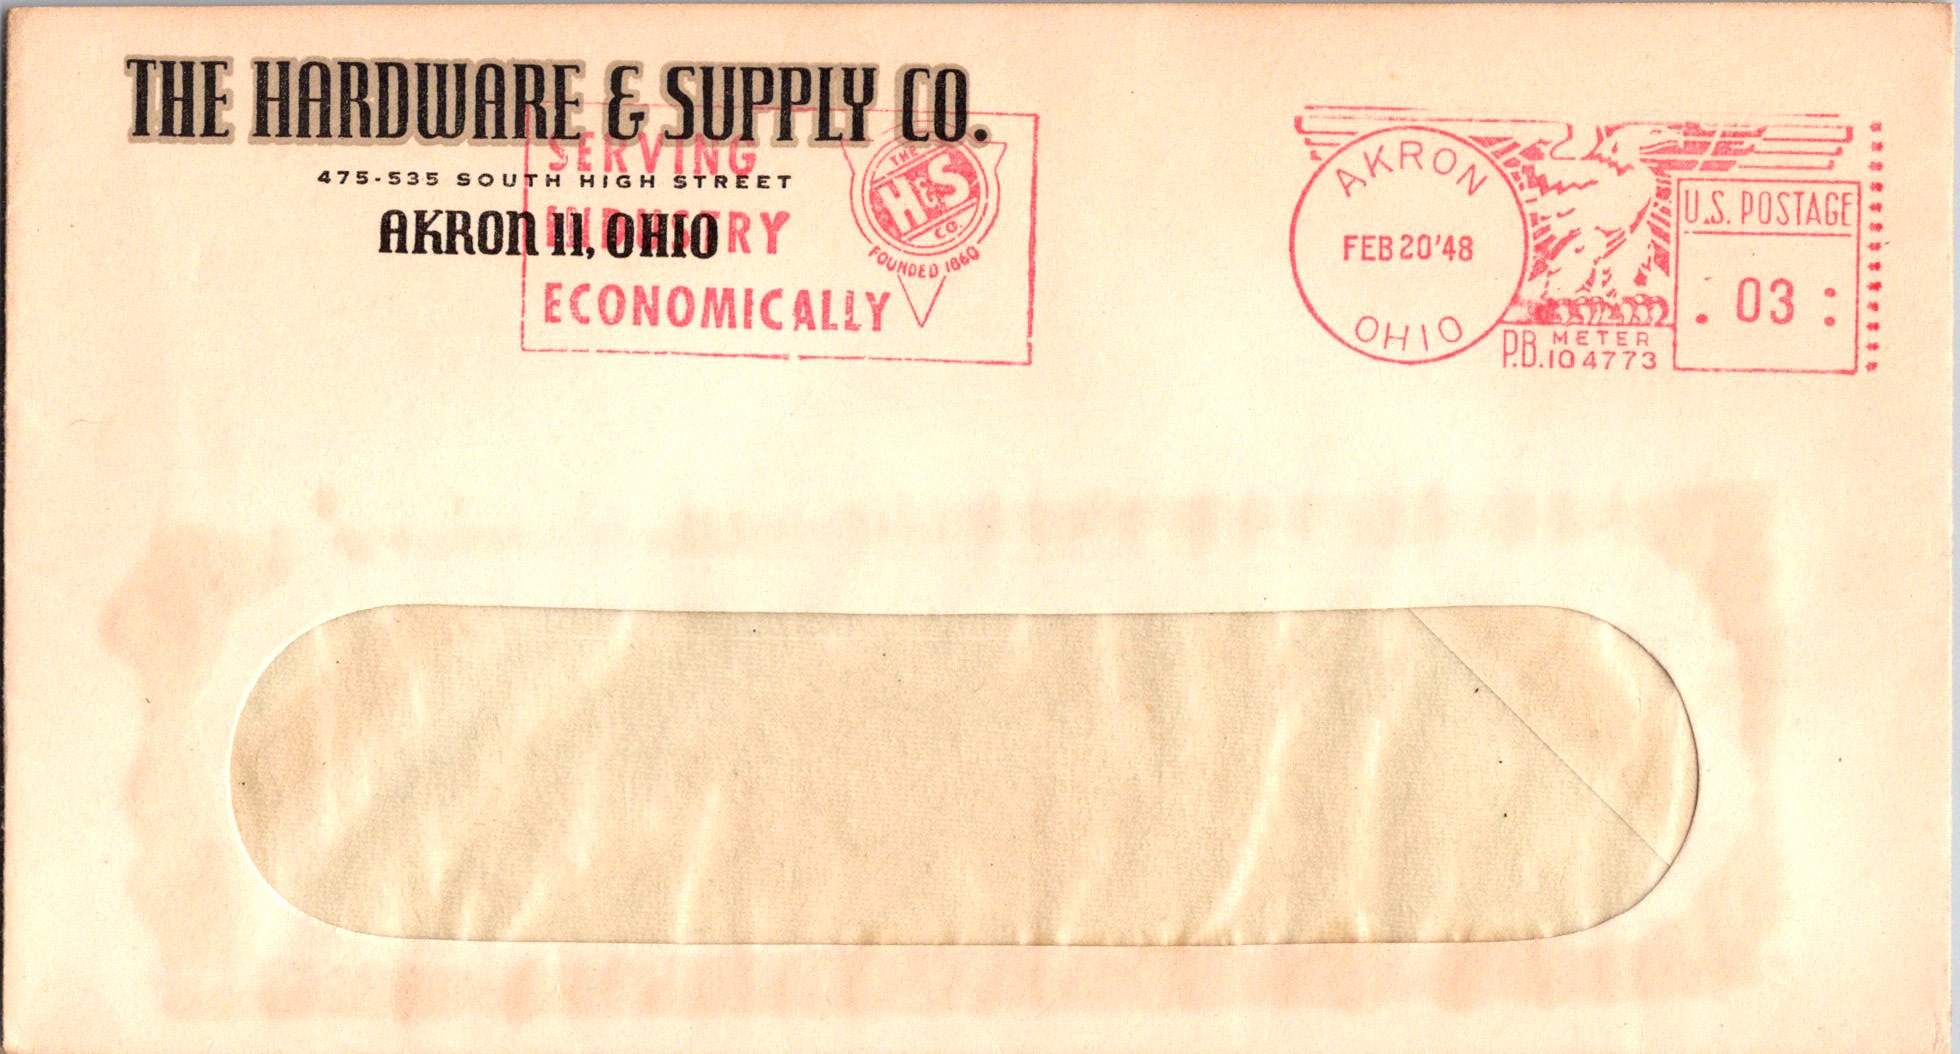 THE HARDWARE & SUPPLY CO.
475-535 SOUTH HIGH STREET
AKRON 11, OHIO
SERVING
INDUSTRY
ECONOMICALLY
THE
H&S
CO.
FOUNDED 1860
AKRON
FEB 20'48
OHIO
P.B. METER
104773
U.S. POSTAGE
.03: